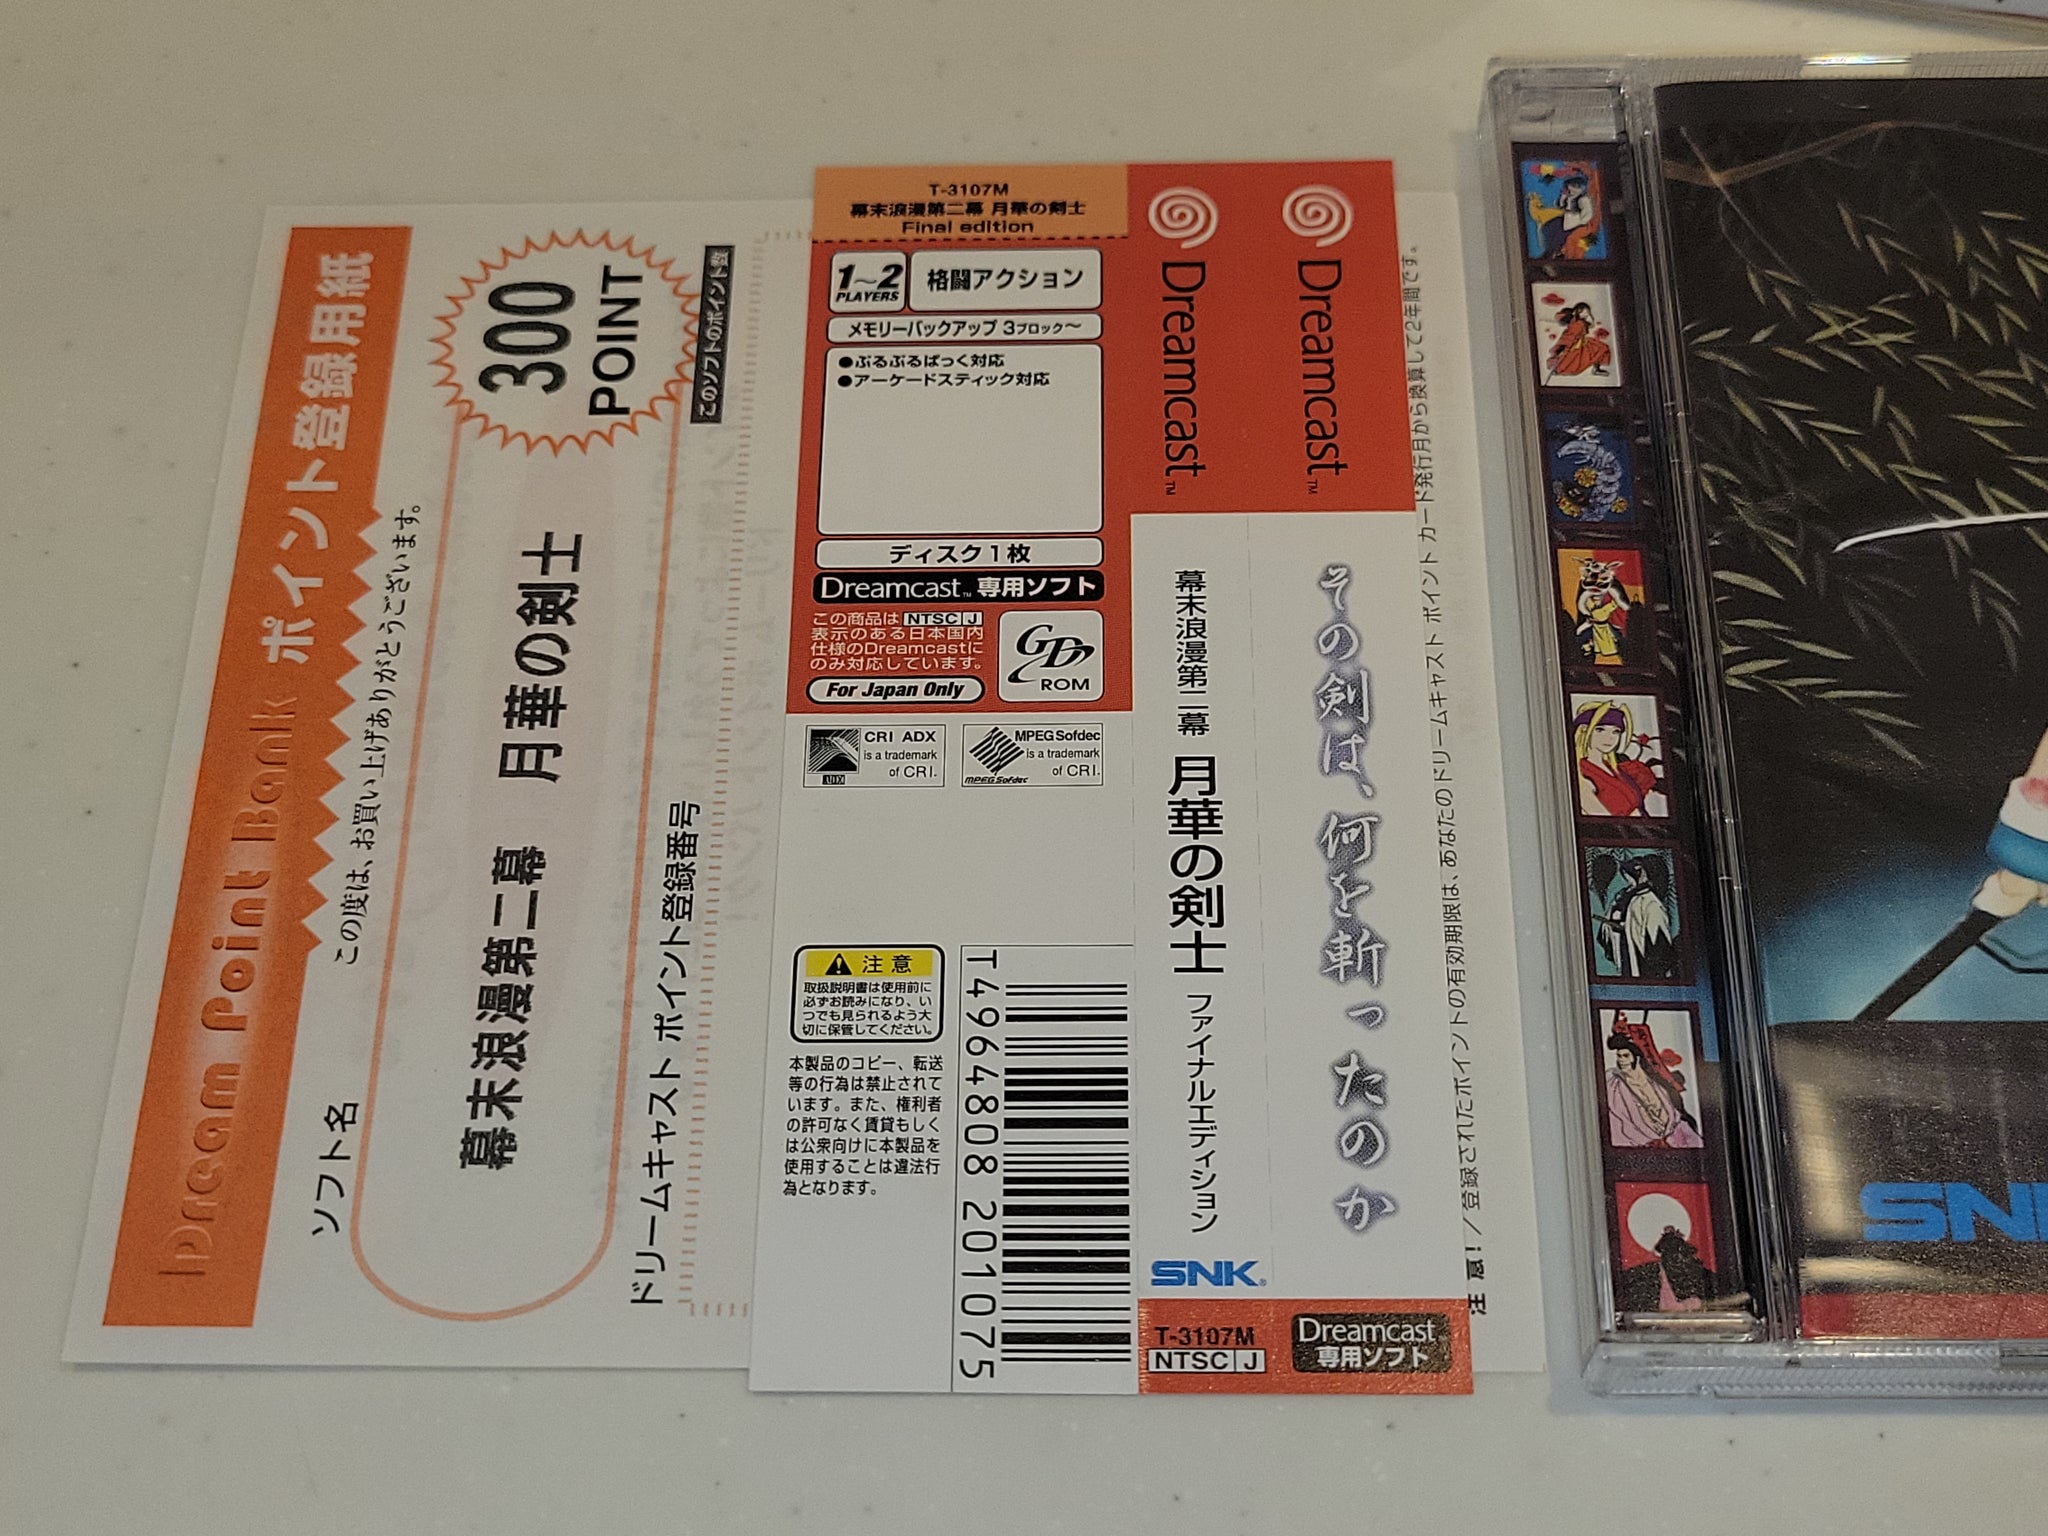 Dream Point Bank ポイント登録用紙
この度は、お買い上げありがとうございます。
ソフト名
幕末浪漫第二幕 月華の剣士
300
POINT
このソフトのポイント数
ドリームキャスト ポイント登録番号
T-3107M
幕末浪漫第二幕 月華の剣士
Final edition
1~2
PLAYERS
格闘アクション
メモリーバックアップ 3ブロック~
●ぷるぷるぱっく対応
●アーケードスティック対応
ディスク1枚
Dreamcast™ 専用ソフト
この商品は NTSC J
表示のある日本国内
仕様のDreamcastに
のみ対応しています。
For Japan Only
GD
ROM
CRI ADX
is a trademark
of CRI.
ADX
MPEG Sofdec
is a trademark
of CRI.
MPEG Sofdec
注意
取扱説明書は使用前に
必ずお読みになり、い
つでも見られるよう大
切に保管してください。
本製品のコピー、転送
等の行為は禁止されて
います。また、権利者
の許可なく賃貸もしく
は公衆向けに本製品を
使用することは違法行
為となります。
T4964808 201075
Dreamcast™
幕末浪漫第二幕 月華の剣士 ファイナルエディション
SNK®
T-3107M
NTSC J
Dreamcast™
その剣は、何を斬ったのか
Dreamcast
専用ソフト
注意!/登録されたポイントの有効期限は、あなたのドリームキャスト ポイント カード発行月から換算して2年間です。
SNK